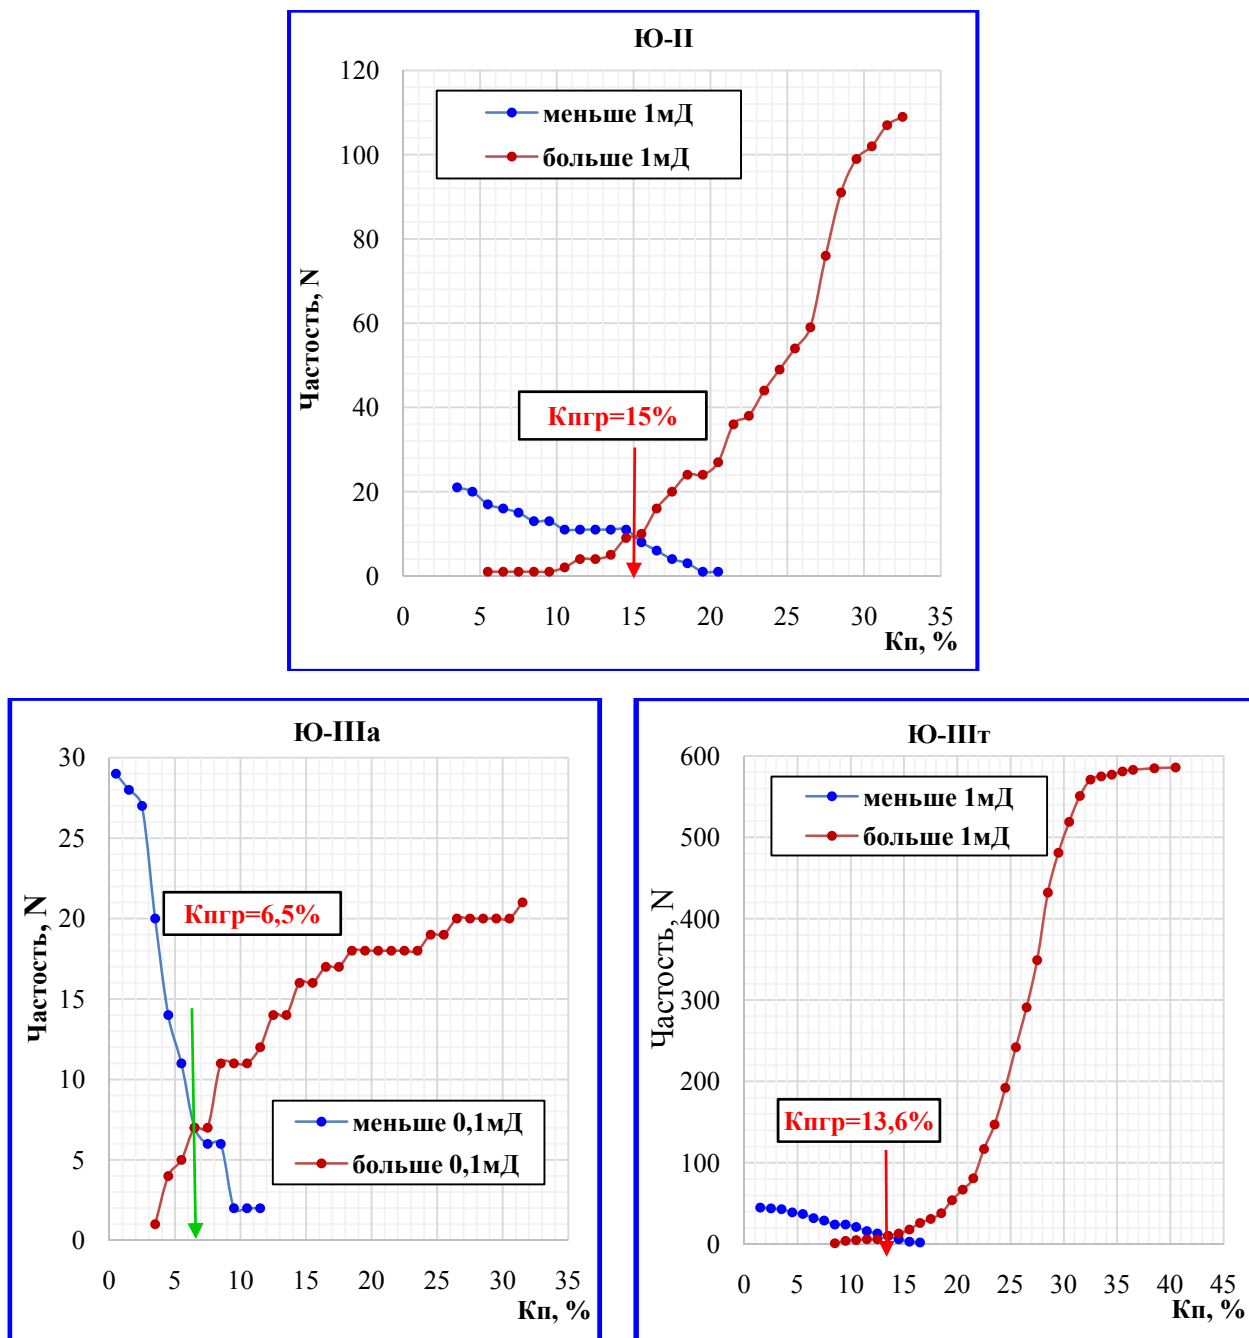 Ю-II
120
100
80
60
40
20
0
Частость, N
меньше 1мД
больше 1мД
Кпгр=15%
0 5 10 15 20 25 30 35
Кп, %
Ю-IIIа
30
25
20
15
10
5
0
Частость, N
Кпгр=6,5%
меньше 0,1мД
больше 0,1мД
0 5 10 15 20 25 30 35
Кп, %
Ю-IIIт
600
500
400
300
200
100
0
Частость, N
меньше 1мД
больше 1мД
Кпгр=13,6%
0 5 10 15 20 25 30 35 40 45
Кп, %